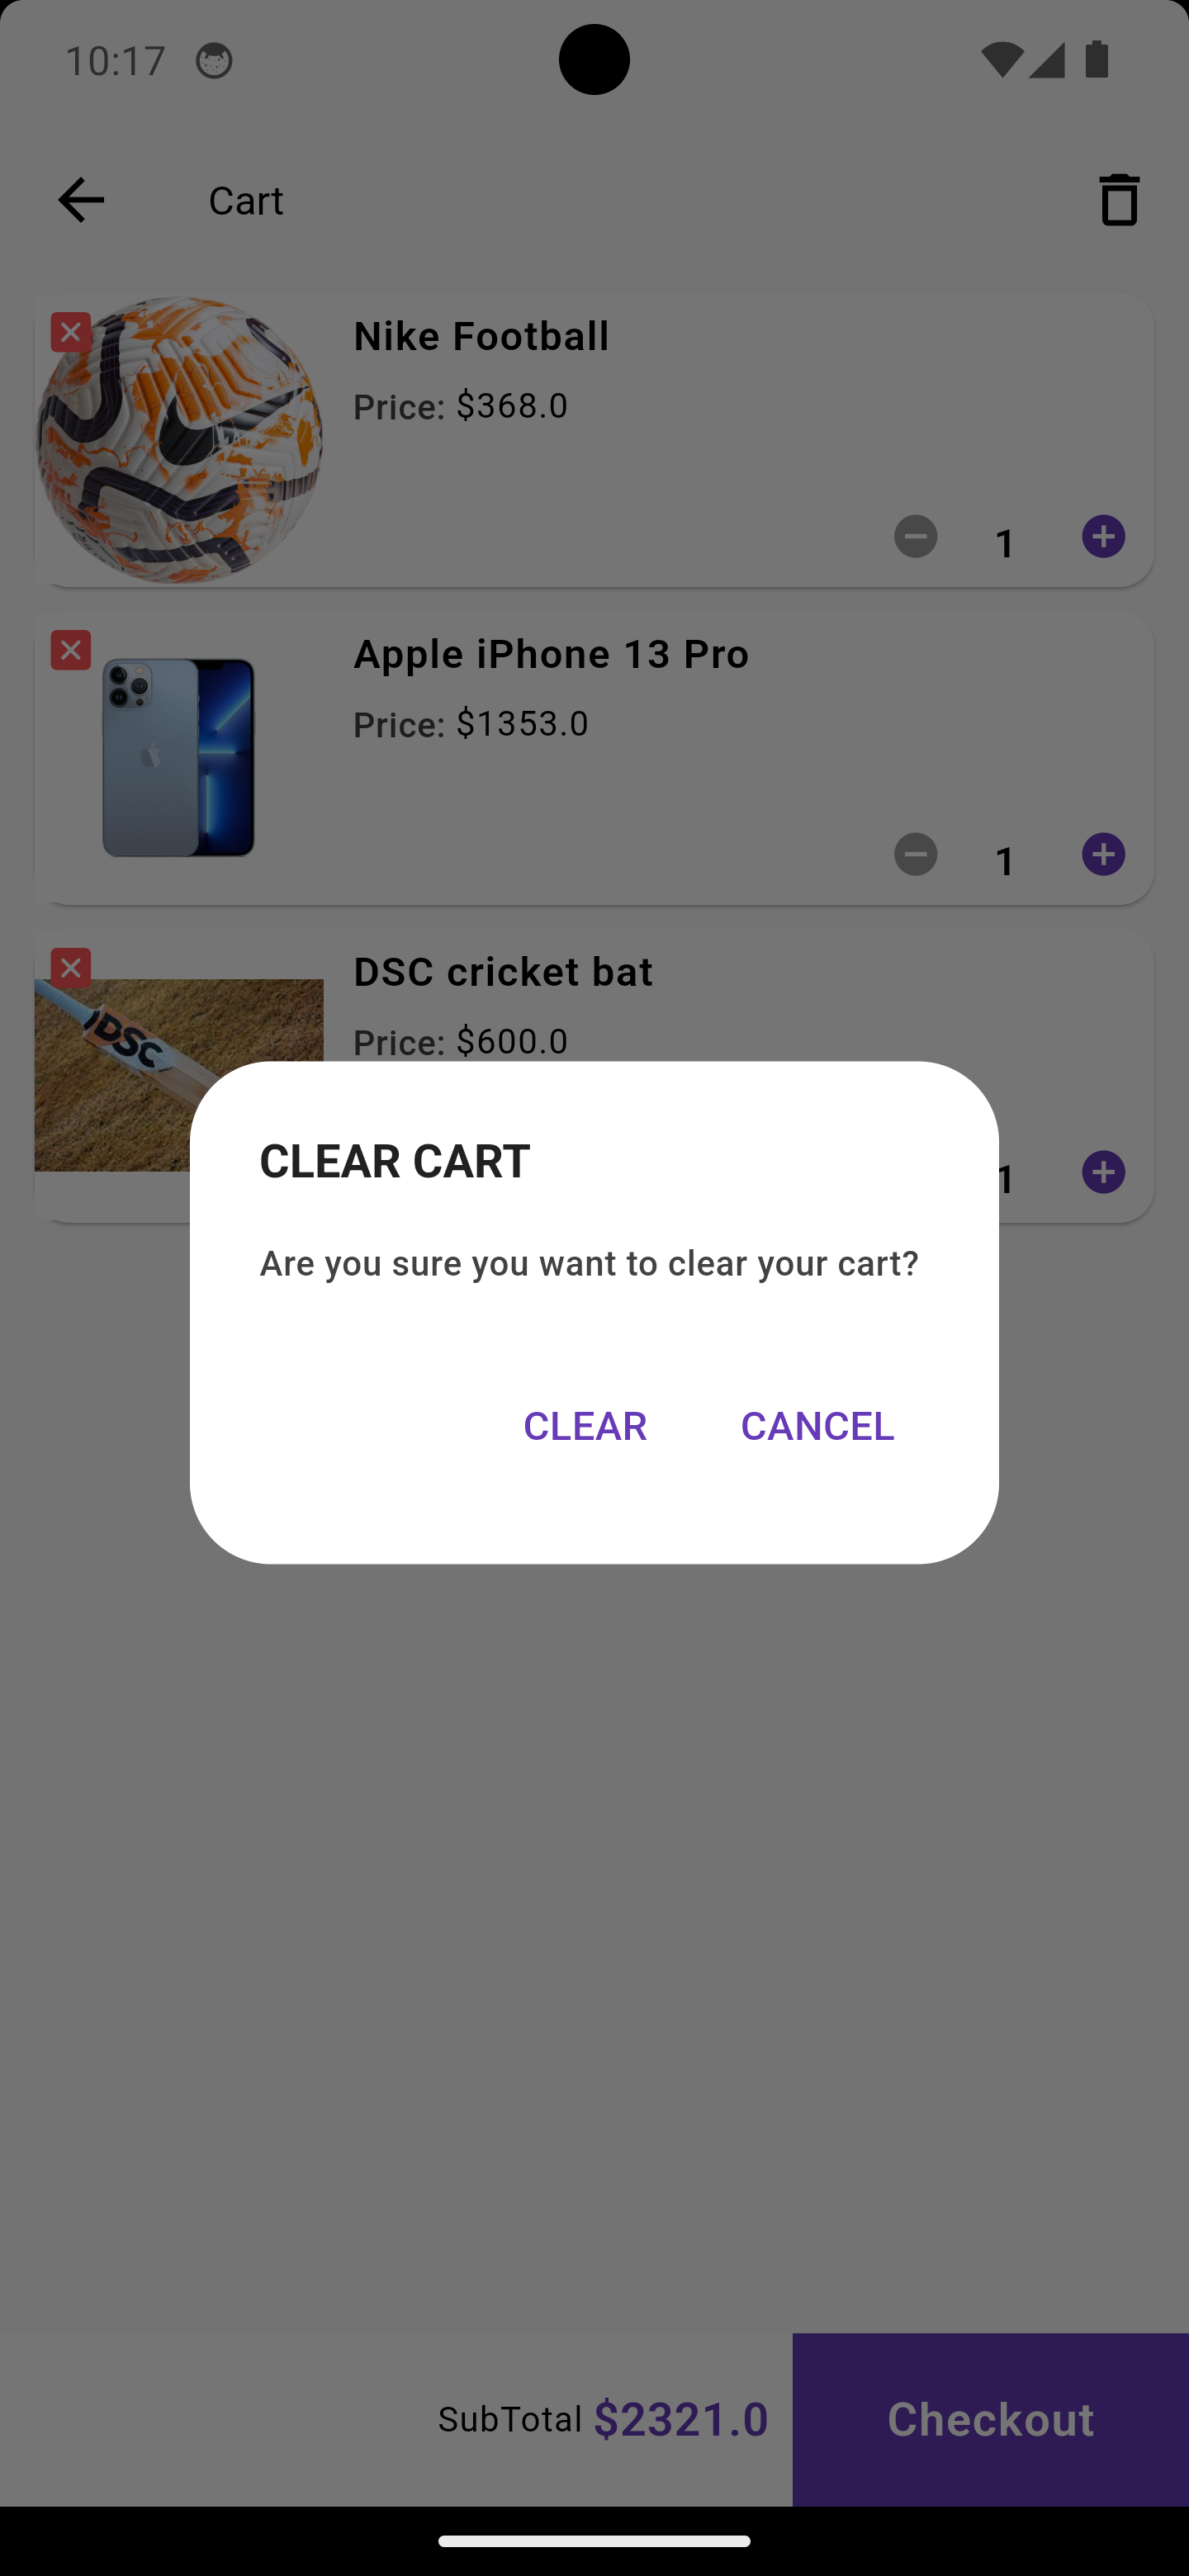 10:17
Cart
Nike Football
Price: $368.0
1
Apple iPhone 13 Pro
Price: $1353.0
1
DSC cricket bat
Price: $600.0
DSC
1
CLEAR CART
Are you sure you want to clear your cart?
CLEAR CANCEL
SubTotal $2321.0
Checkout